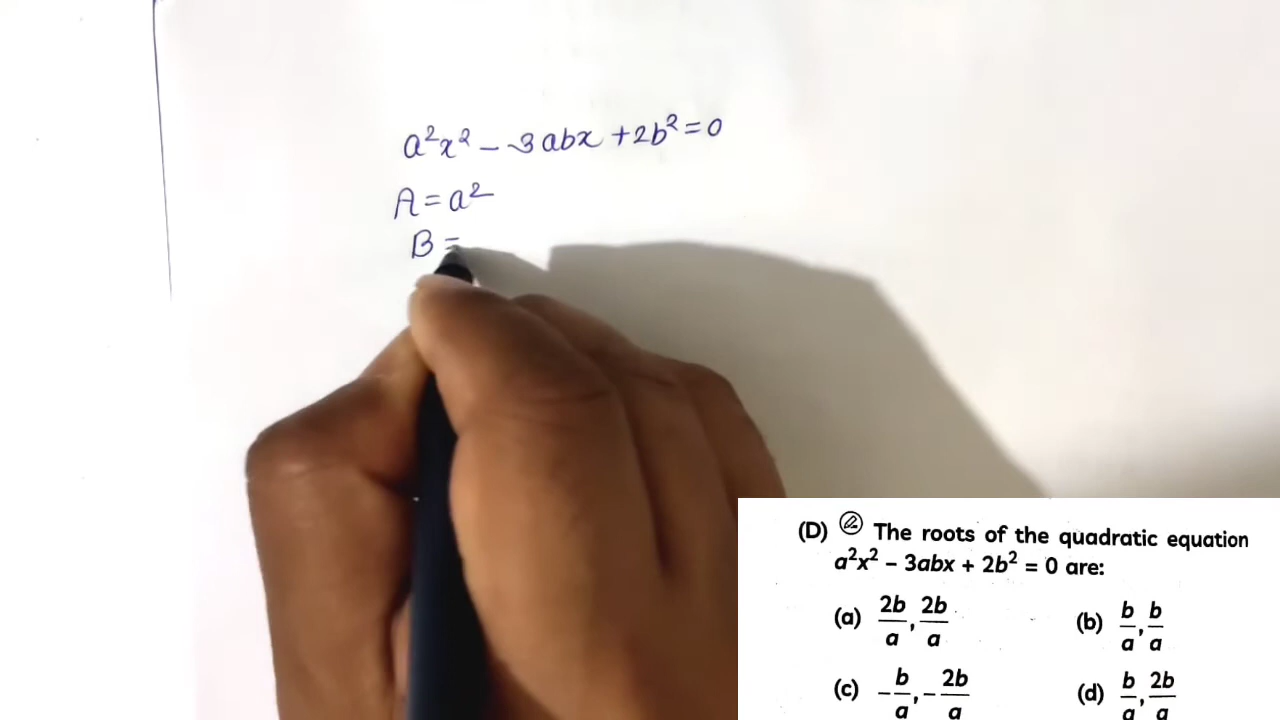 a²x² - 3abx + 2b² = 0
A = a²
B =
(D) The roots of the quadratic equation
a²x² – 3abx + 2b² = 0 are:
(a) 2b/a, 2b/a (b) b/a, b/a
(c) -b/a, -2b/a (d) b/a, 2b/a